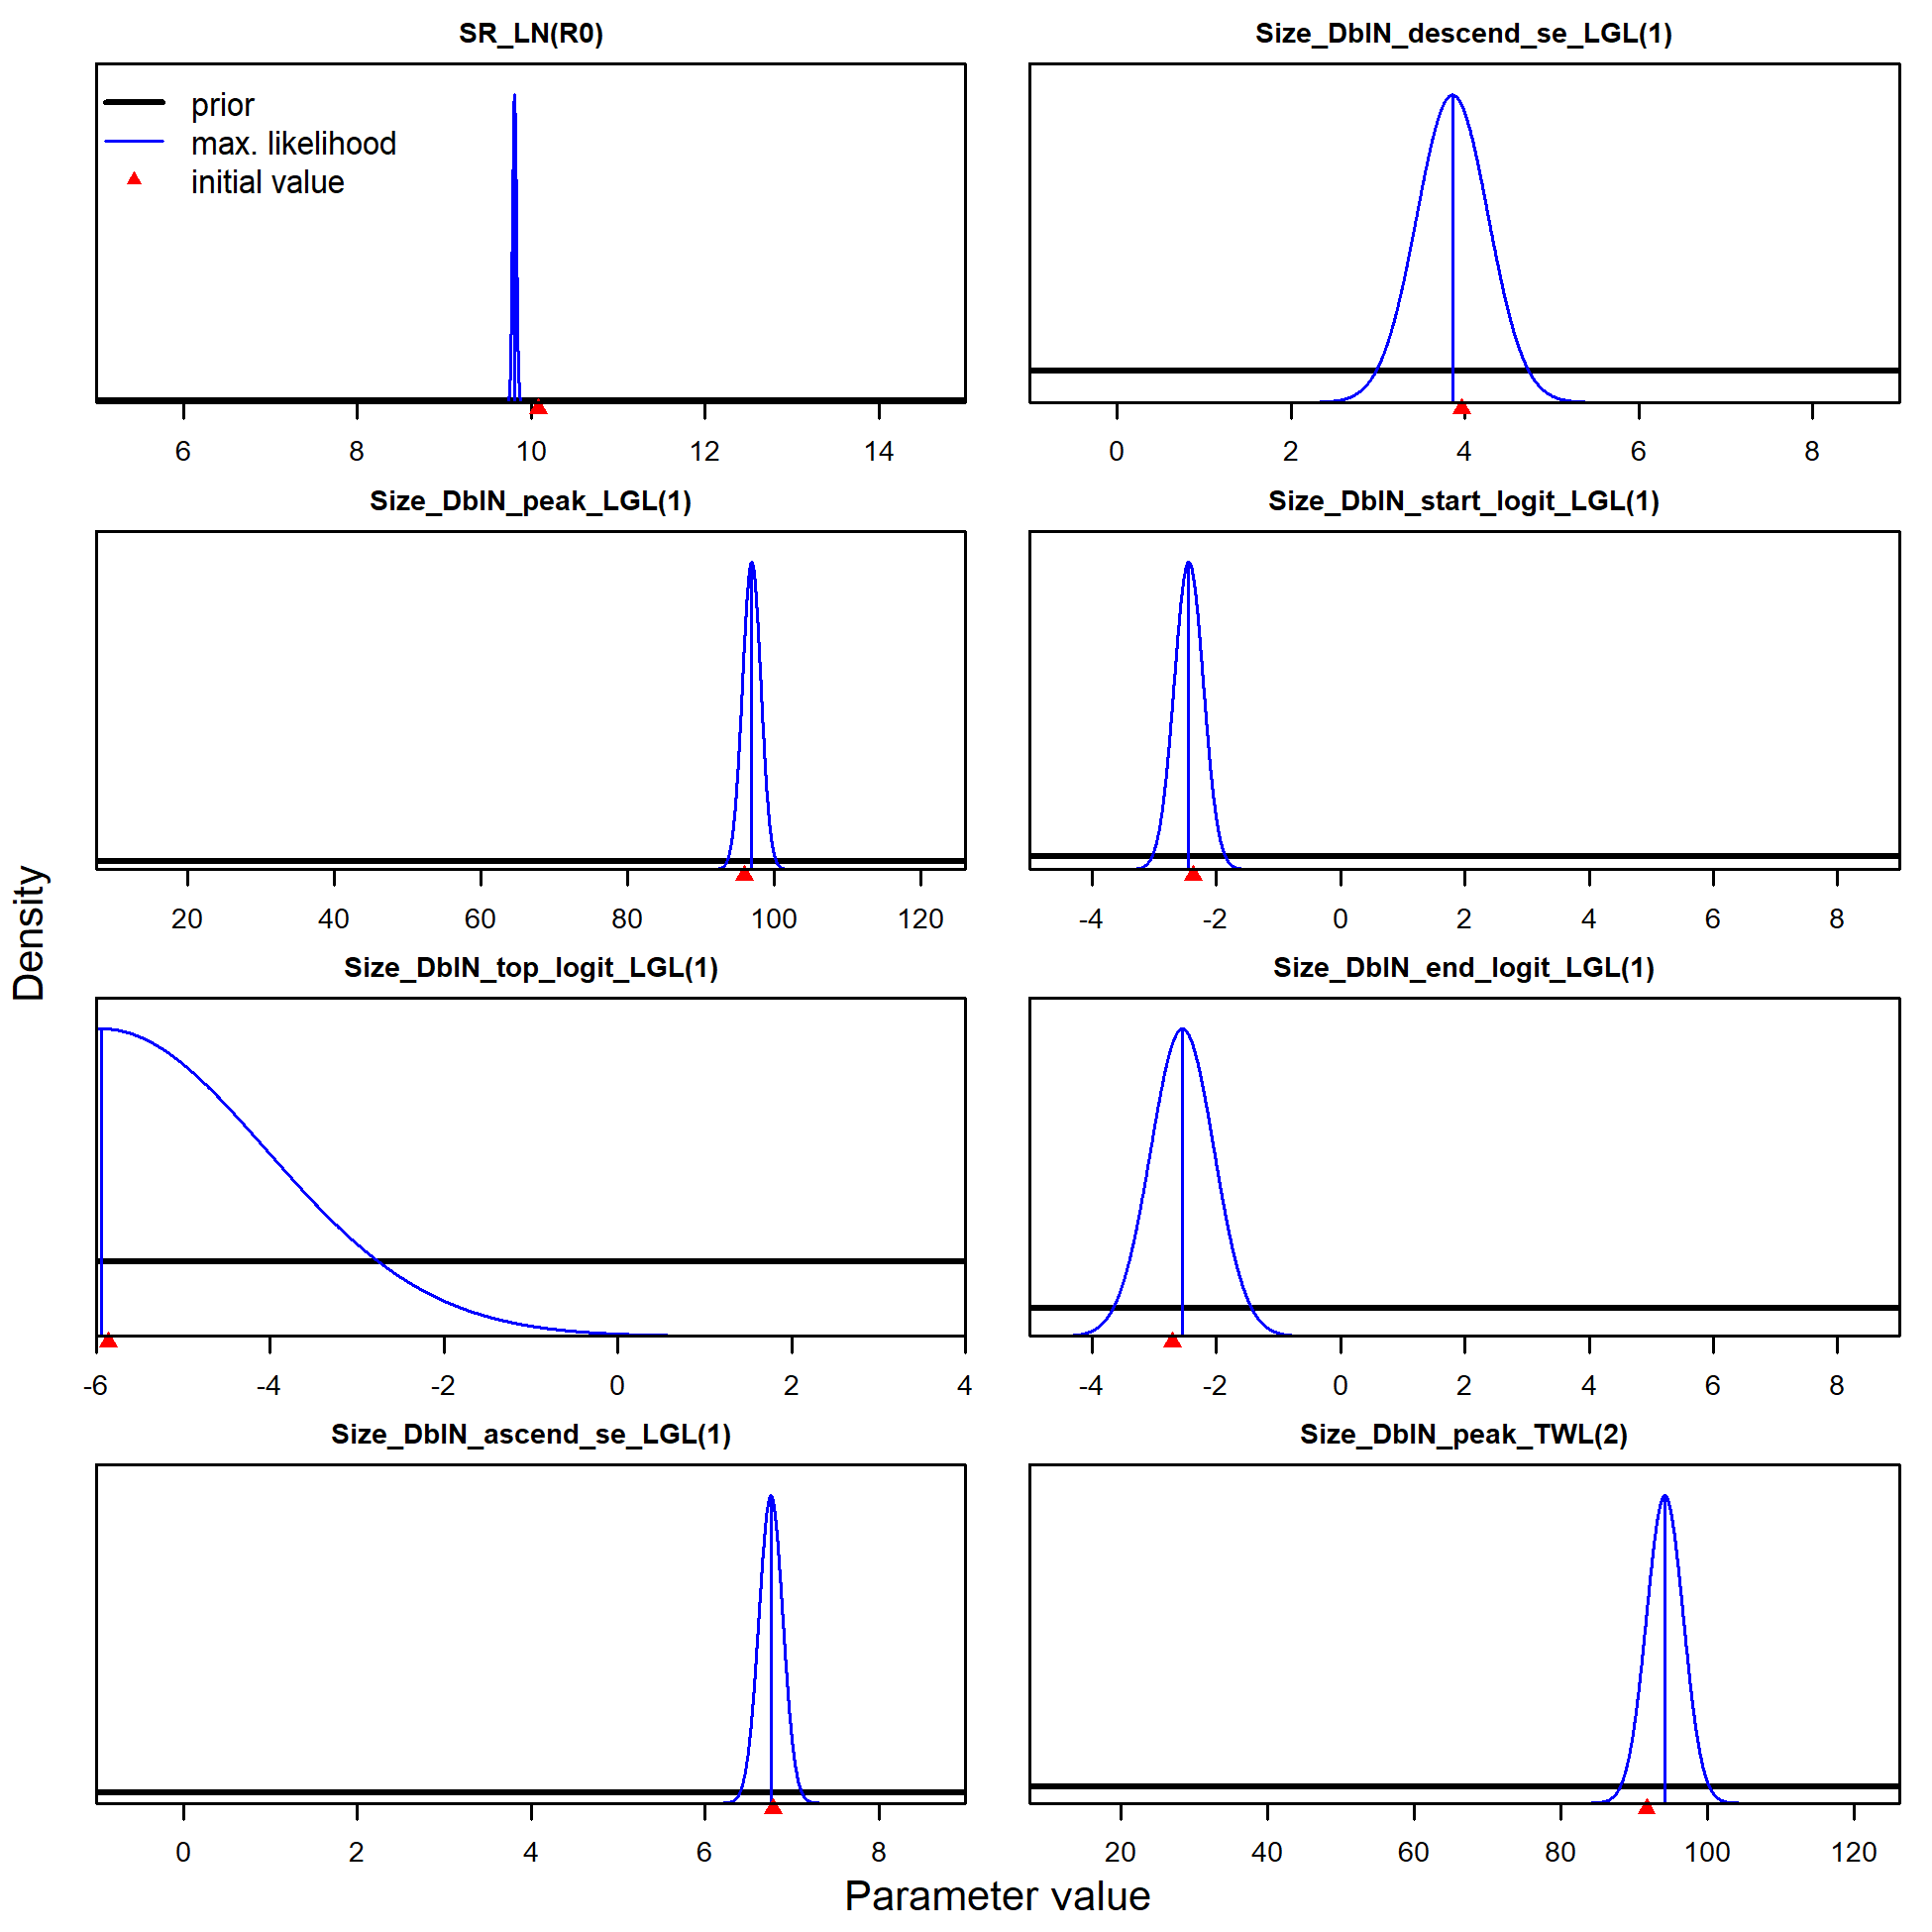 SR_LN(R0)
prior
max. likelihood
initial value
6 8 10 12 14
Size_DblN_descend_se_LGL(1)
0 2 4 6 8
Size_DblN_peak_LGL(1)
20 40 60 80 100 120
Size_DblN_start_logit_LGL(1)
-4 -2 0 2 4 6 8
Size_DblN_top_logit_LGL(1)
-6 -4 -2 0 2 4
Size_DblN_end_logit_LGL(1)
-4 -2 0 2 4 6 8
Size_DblN_ascend_se_LGL(1)
0 2 4 6 8
Size_DblN_peak_TWL(2)
20 40 60 80 100 120
Density
Parameter value